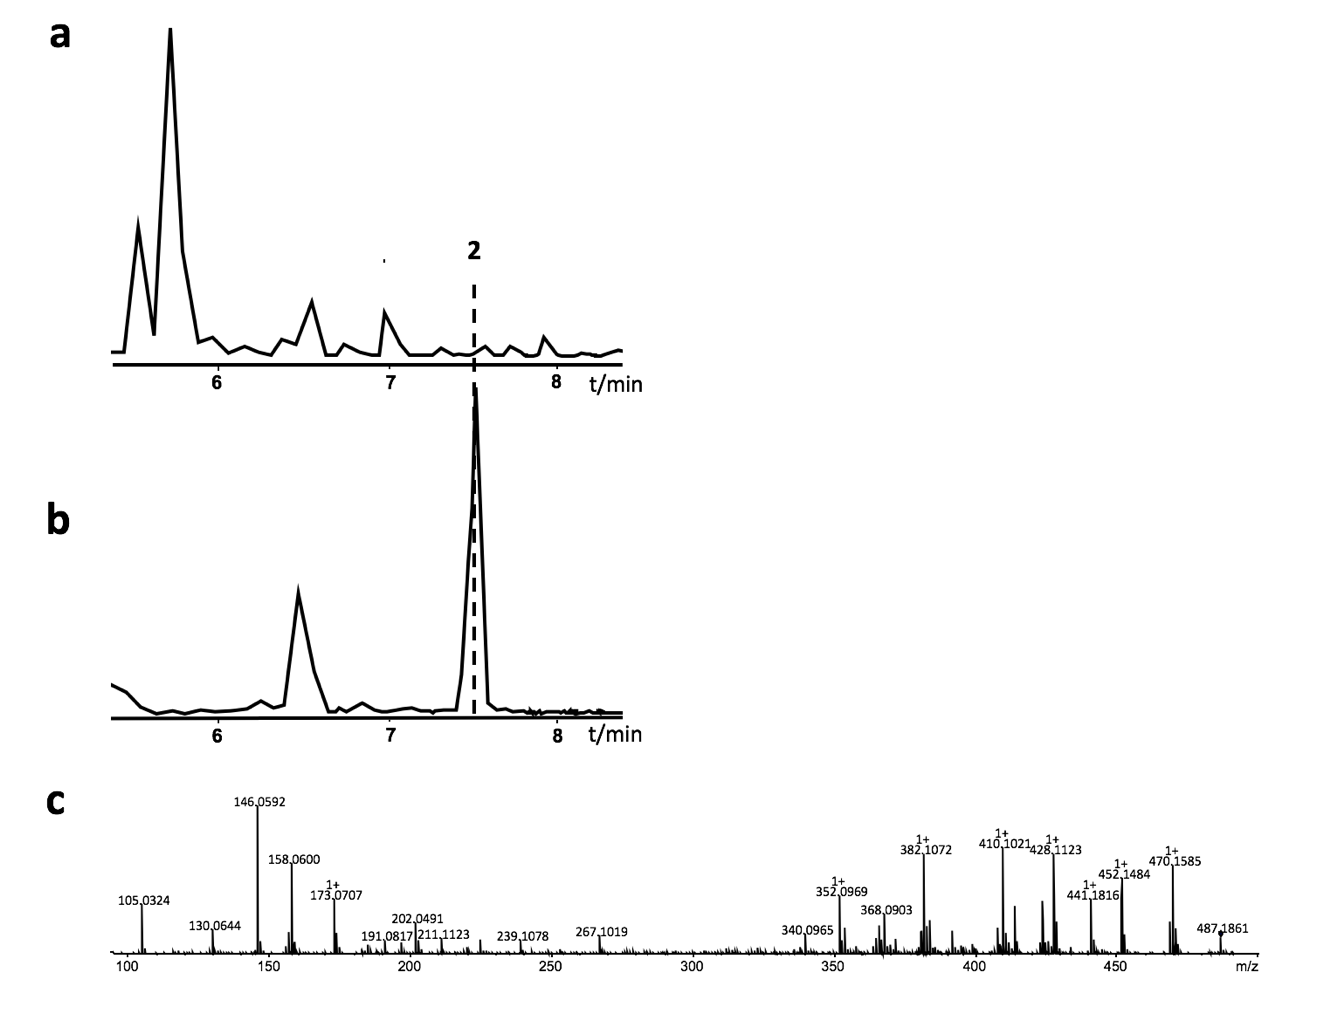 a
2
6 7 8 t/min
b
6 7 8 t/min
c
146.0592
1+ 1+ 1+
382.1072 410.1021 428.1123 1+
158.0600 470.1585
1+ 452.1484
1+ 1+ 1+
105.0324 173.0707 352.0969 441.1816
202.0491 368.0903
130.0644 191.0817 211.1123 239.1078 267.1019 340.0965 487.1861
100 150 200 250 300 350 400 450 m/z